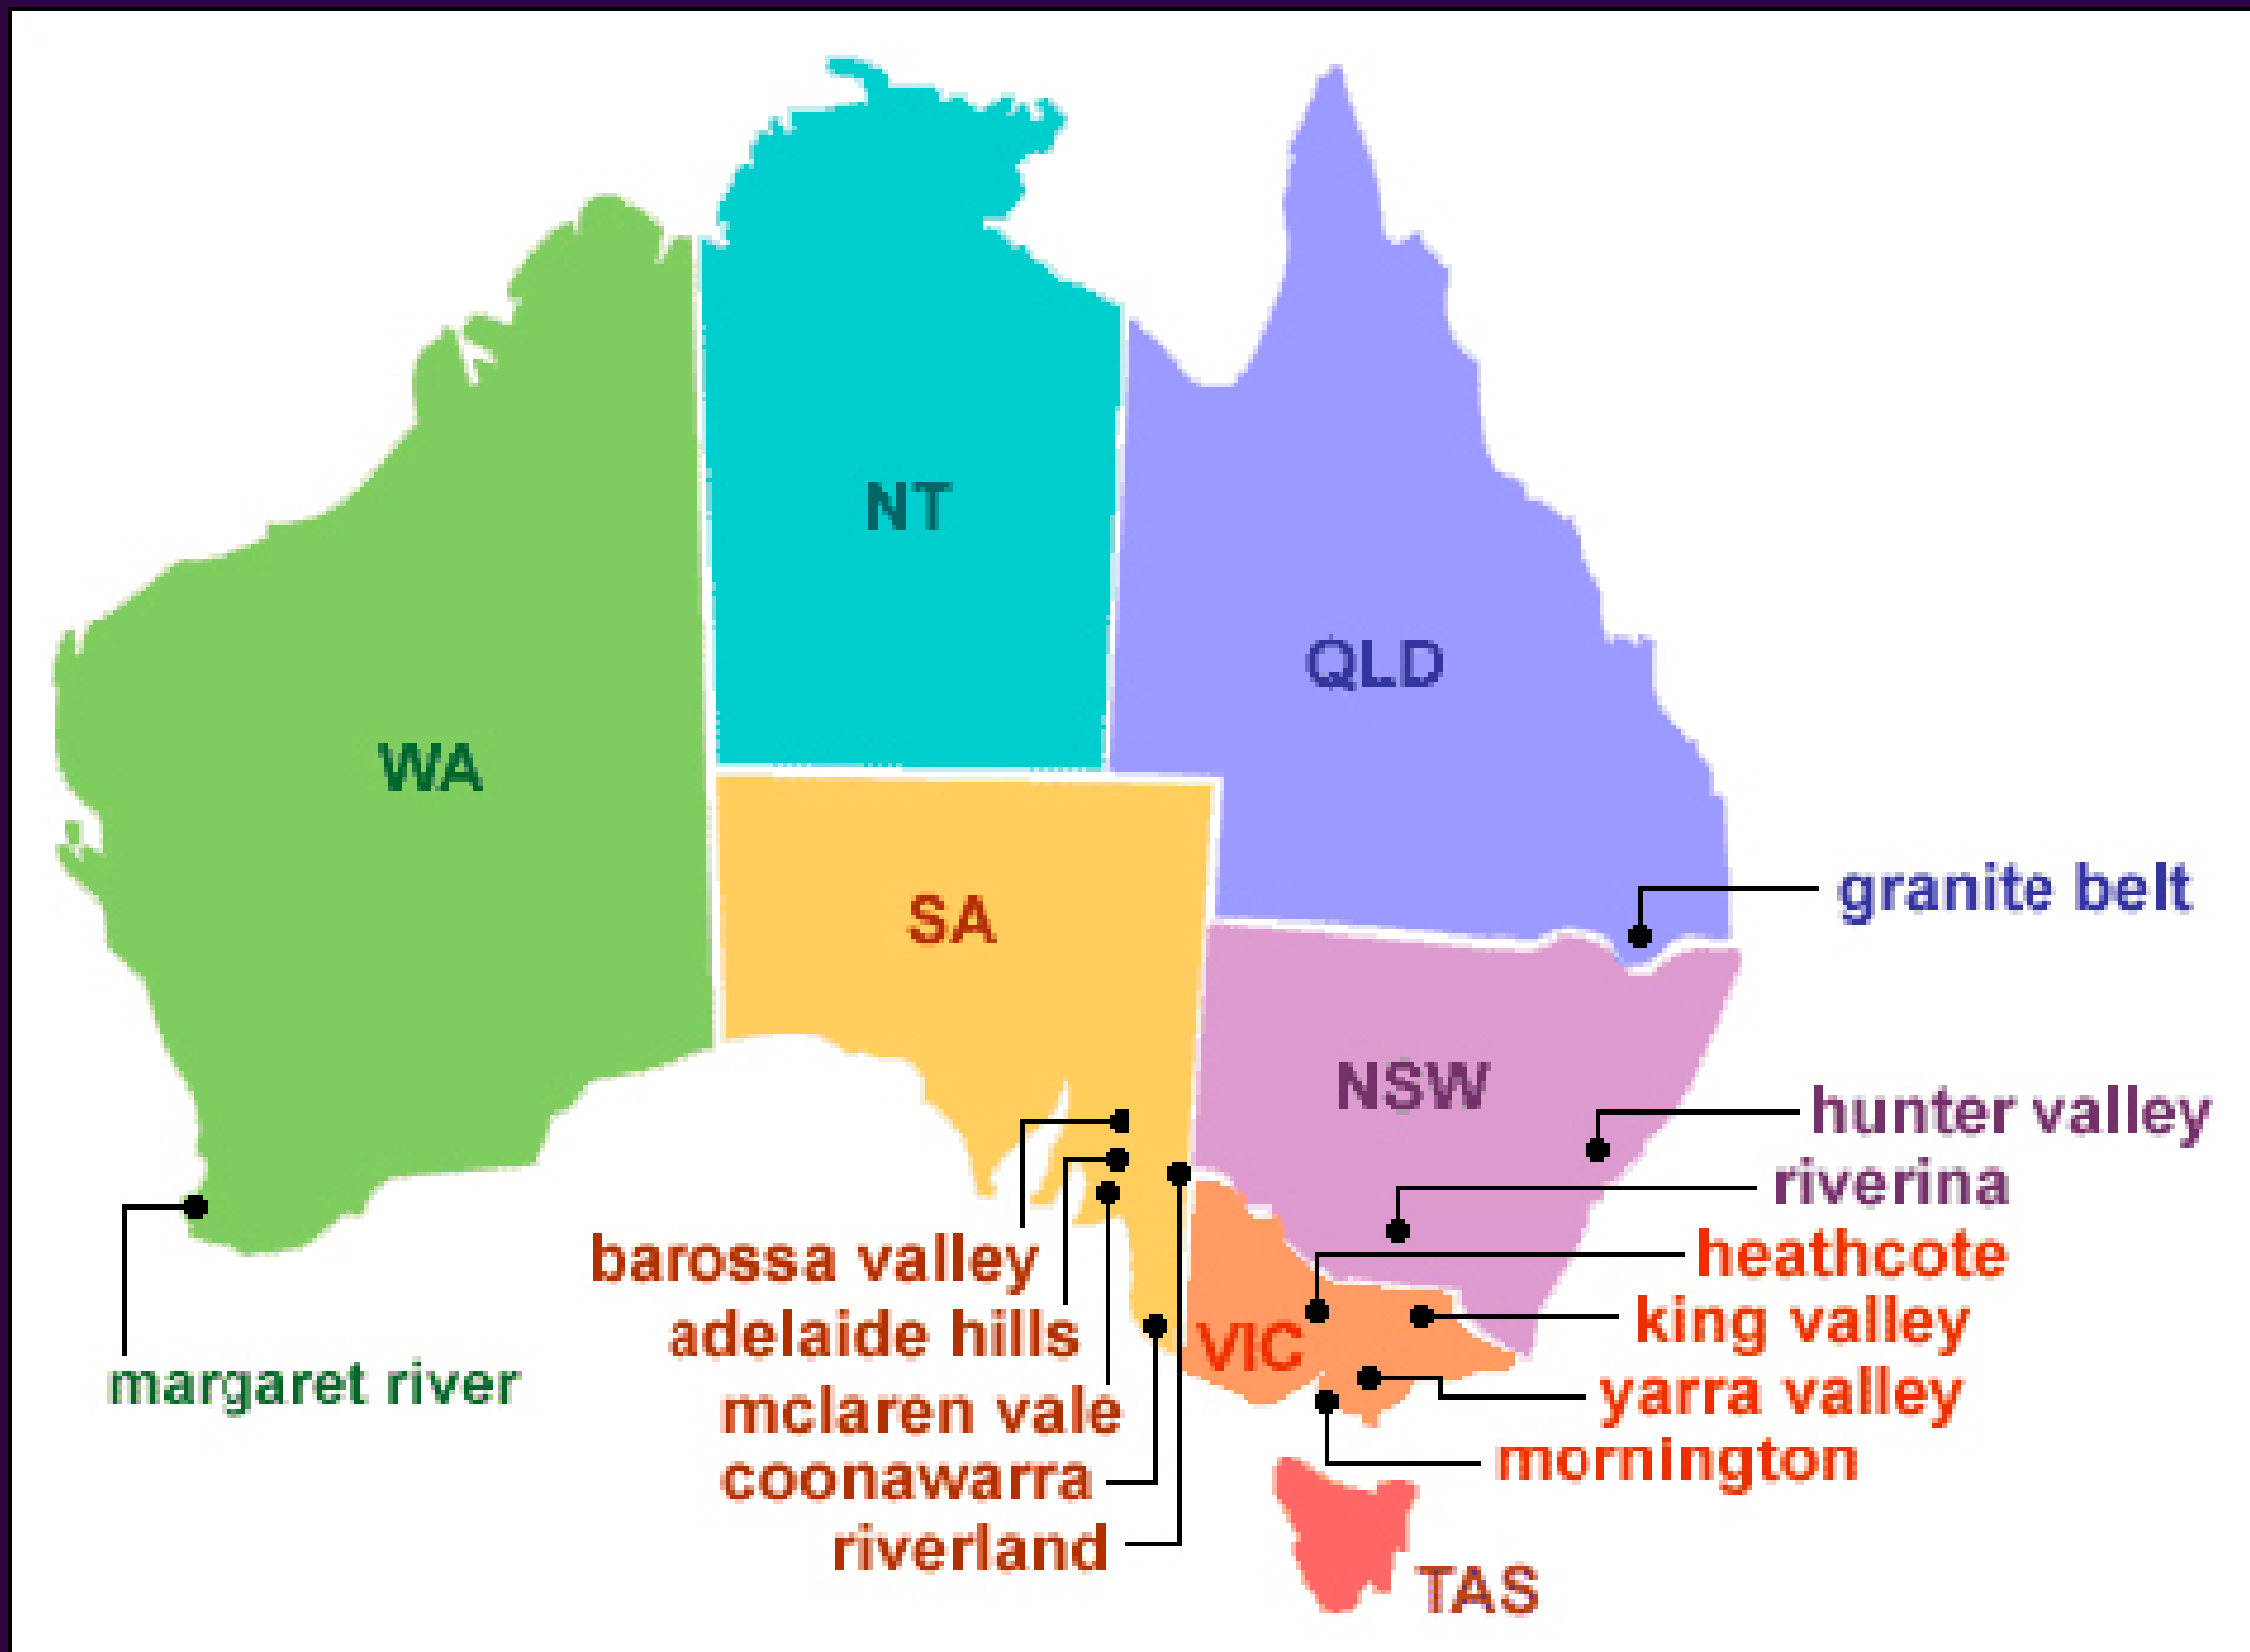 NT
QLD
WA
SA
granite belt
NSW
hunter valley
riverina
heathcote
barossa valley
king valley
adelaide hills
VIC
yarra valley
margaret river
mclaren vale
mornington
coonawarra
riverland
TAS